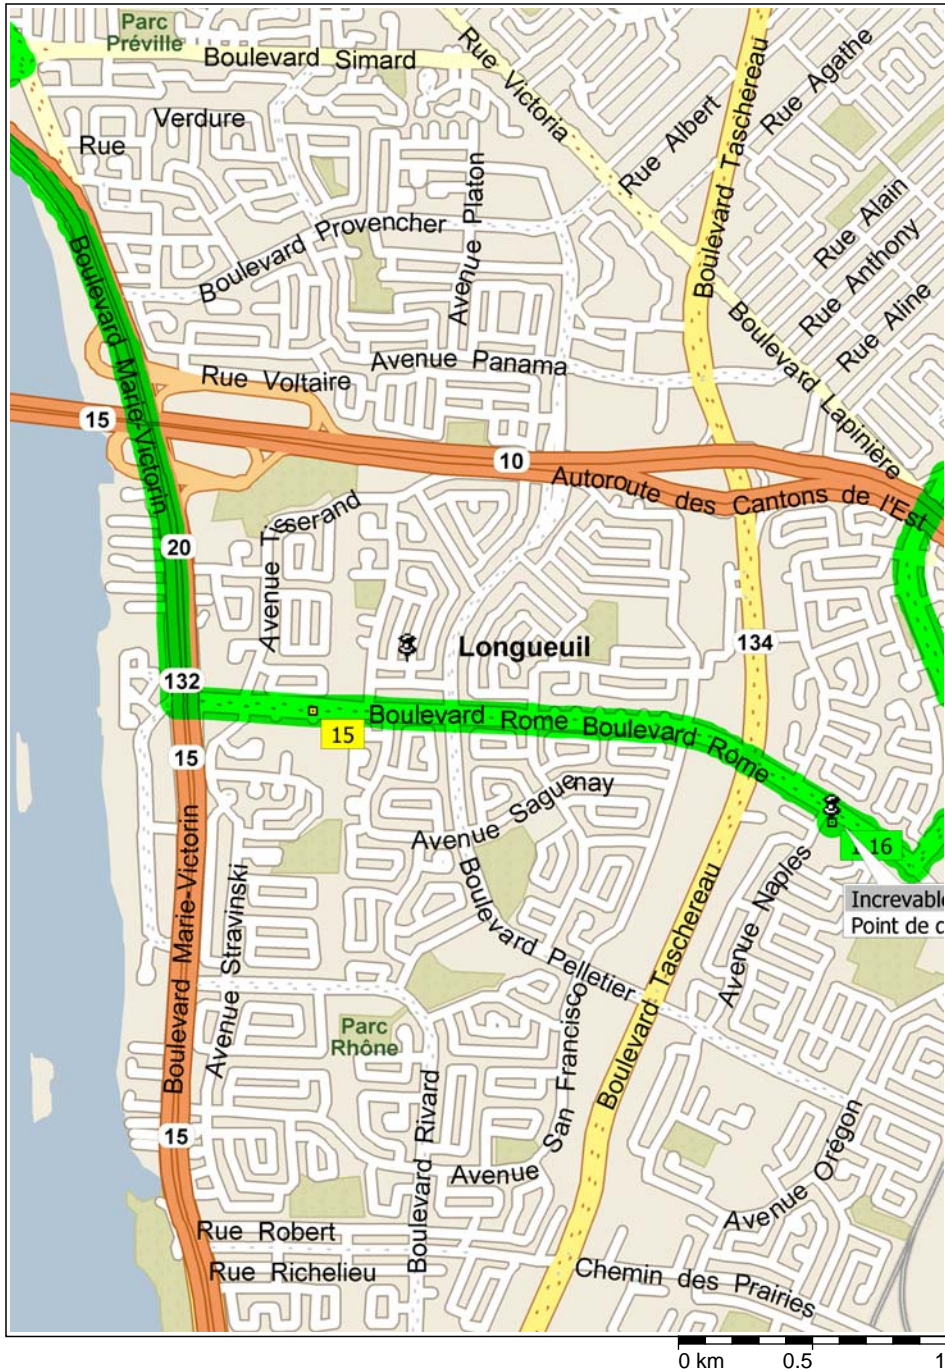 Parc
Préville
Boulevard Simard
Rue Victoria
Boulevard Taschereau
Rue Agathe
Verdure
Rue
Rue Albert
Avenue Platon
Boulevard Provencher
Rue Alain
Rue Anthony
Rue Aline
Boulevard Marie-Victorin
Avenue Panama
Rue Voltaire
Boulevard Lapinière
15
10
Autoroute des Cantons de l'Est
Avenue Tisserand
20
Longueuil
134
132
Boulevard Rome Boulevard Rome
15
15
Avenue Saguenay
16
Boulevard Marie-Victorin
Avenue Stravinski
Boulevard Pelletier
Boulevard Taschereau
Avenue Naples
Increvable
Point de c
Parc
Rhône
Avenue San Francisco
Boulevard Rivard
15
Avenue Orégon
Rue Robert
Rue Richelieu
Chemin des Prairies
0 km 0.5 1